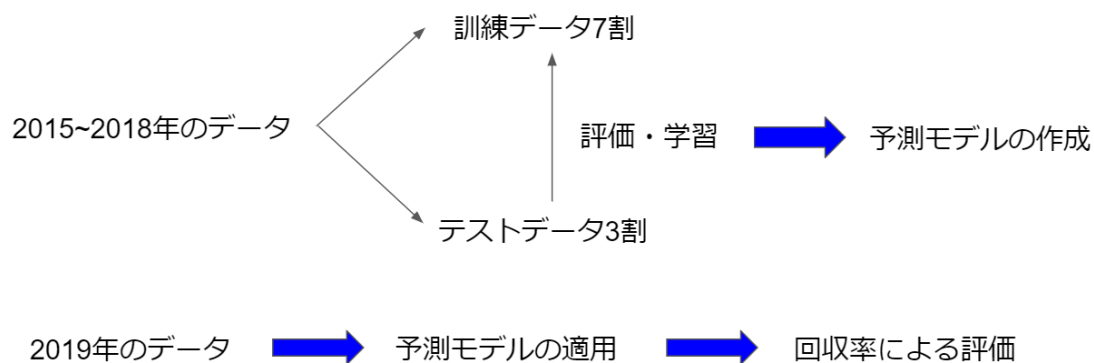 訓練データ7割
2015~2018年のデータ
評価・学習
予測モデルの作成
テストデータ3割
2019年のデータ
予測モデルの適用
回収率による評価